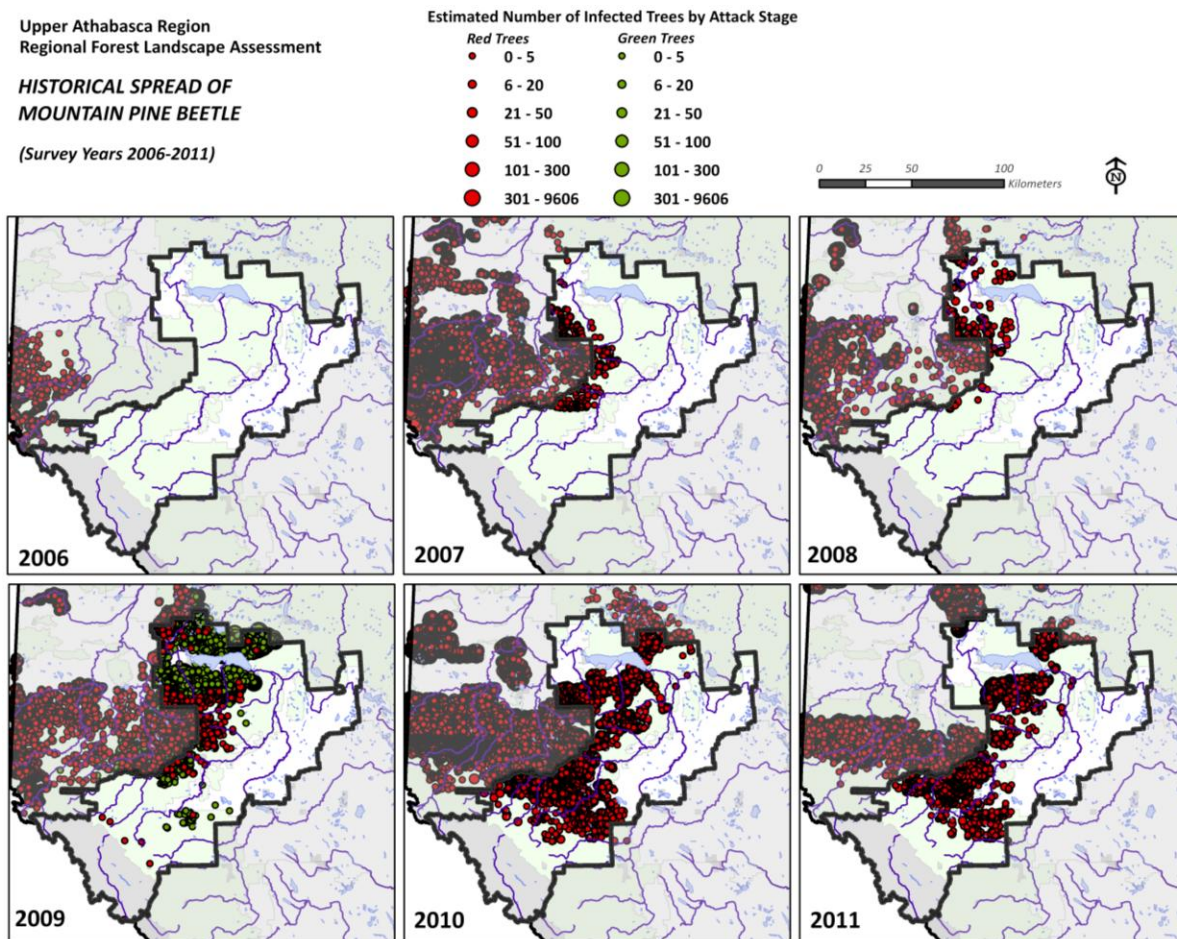 Upper Athabasca Region
Regional Forest Landscape Assessment
HISTORICAL SPREAD OF
MOUNTAIN PINE BEETLE
(Survey Years 2006-2011)
Estimated Number of Infected Trees by Attack Stage
Red Trees Green Trees
0 - 5 0 - 5
6 - 20 6 - 20
21 - 50 21 - 50
51 - 100 51 - 100
101 - 300 101 - 300
301 - 9606 301 - 9606
0 25 50 100
Kilometers
N
2006 2007 2008
2009 2010 2011